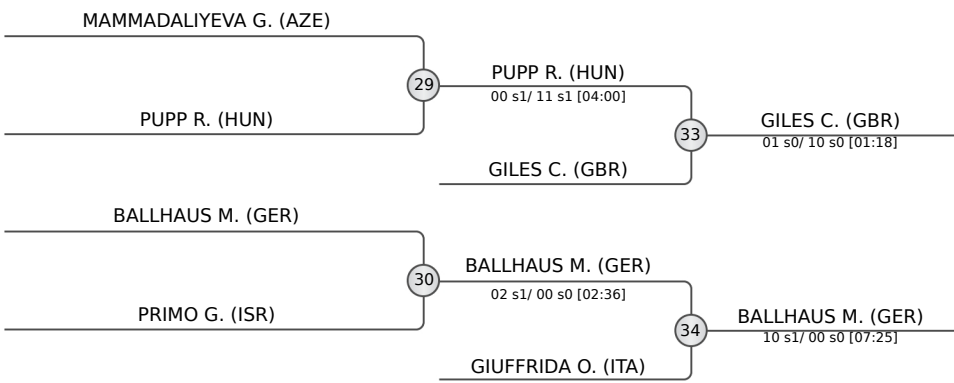 MAMMADALIYEVA G. (AZE)
29
PUPP R. (HUN)
00 s1/ 11 s1 [04:00]
PUPP R. (HUN)
33
GILES C. (GBR)
01 s0/ 10 s0 [01:18]
GILES C. (GBR)
BALLHAUS M. (GER)
30
BALLHAUS M. (GER)
02 s1/ 00 s0 [02:36]
PRIMO G. (ISR)
34
BALLHAUS M. (GER)
10 s1/ 00 s0 [07:25]
GIUFFRIDA O. (ITA)